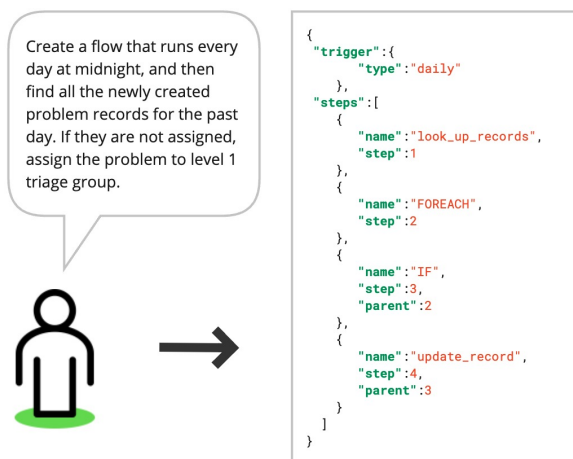 Create a flow that runs every
day at midnight, and then
find all the newly created
problem records for the past
day. If they are not assigned,
assign the problem to level 1
triage group.
{
"trigger":{
"type":"daily"
},
"steps":[
{
"name":"look_up_records",
"step":1
},
{
"name":"FOREACH",
"step":2
},
{
"name":"IF",
"step":3,
"parent":2
},
{
"name":"update_record",
"step":4,
"parent":3
}
]
}